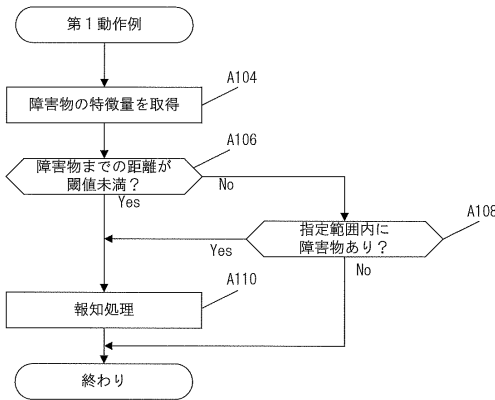 第1動作例
A104
障害物の特徴量を取得
A106
障害物までの距離が
閾値未満？
No
Yes
A108
指定範囲内に
障害物あり？
Yes
No
A110
報知処理
終わり